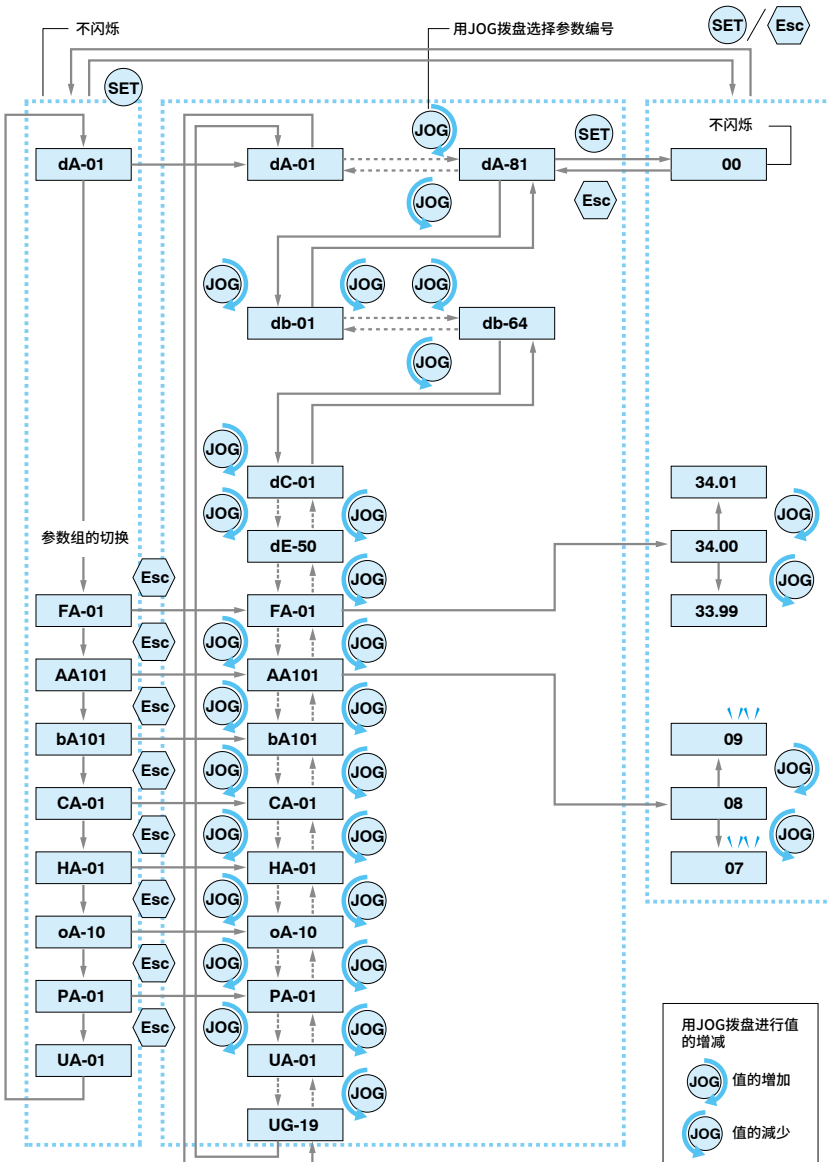 不闪烁
用JOG拨盘选择参数编号
SET
Esc
SET
JOG
SET
不闪烁
dA-01
dA-01
dA-81
00
Esc
JOG
JOG
JOG
JOG
db-01
db-64
JOG
JOG
dC-01
34.01
JOG
JOG
JOG
参数组的切换
dE-50
34.00
Esc
JOG
JOG
FA-01
FA-01
33.99
Esc
JOG
JOG
AA101
AA101
Esc
JOG
JOG
bA101
bA101
09
Esc
JOG
JOG
JOG
CA-01
CA-01
08
Esc
JOG
JOG
JOG
HA-01
HA-01
07
Esc
JOG
JOG
oA-10
oA-10
Esc
JOG
JOG
PA-01
PA-01
Esc
JOG
JOG
用JOG拨盘进行值
的增减
UA-01
UA-01
JOG
值的增加
JOG
UG-19
JOG
值的减少